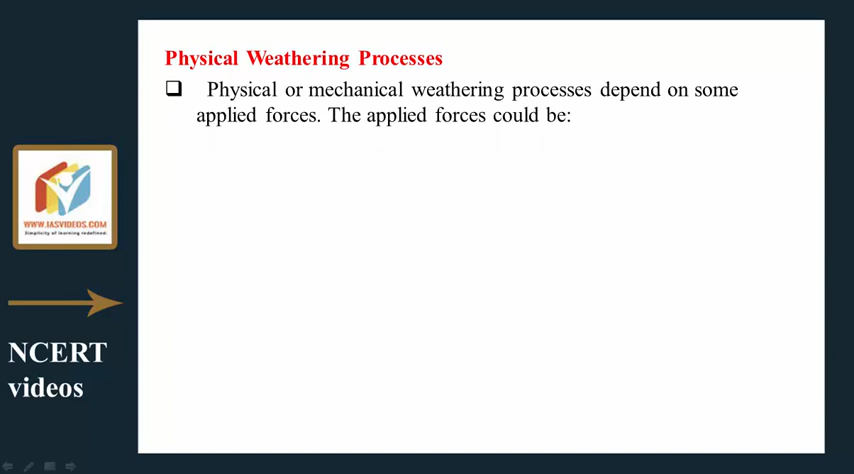 Physical Weathering Processes
❑ Physical or mechanical weathering processes depend on some
applied forces. The applied forces could be:
WWW.IASVIDEOS.COM
Simplicity of learning redefined.
NCERT
videos